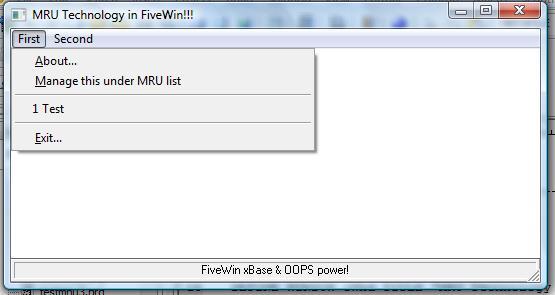 MRU Technology in FiveWin!!!
First Second
About...
Manage this under MRU list
1 Test
Exit...
FiveWin xBase & OOPS power!